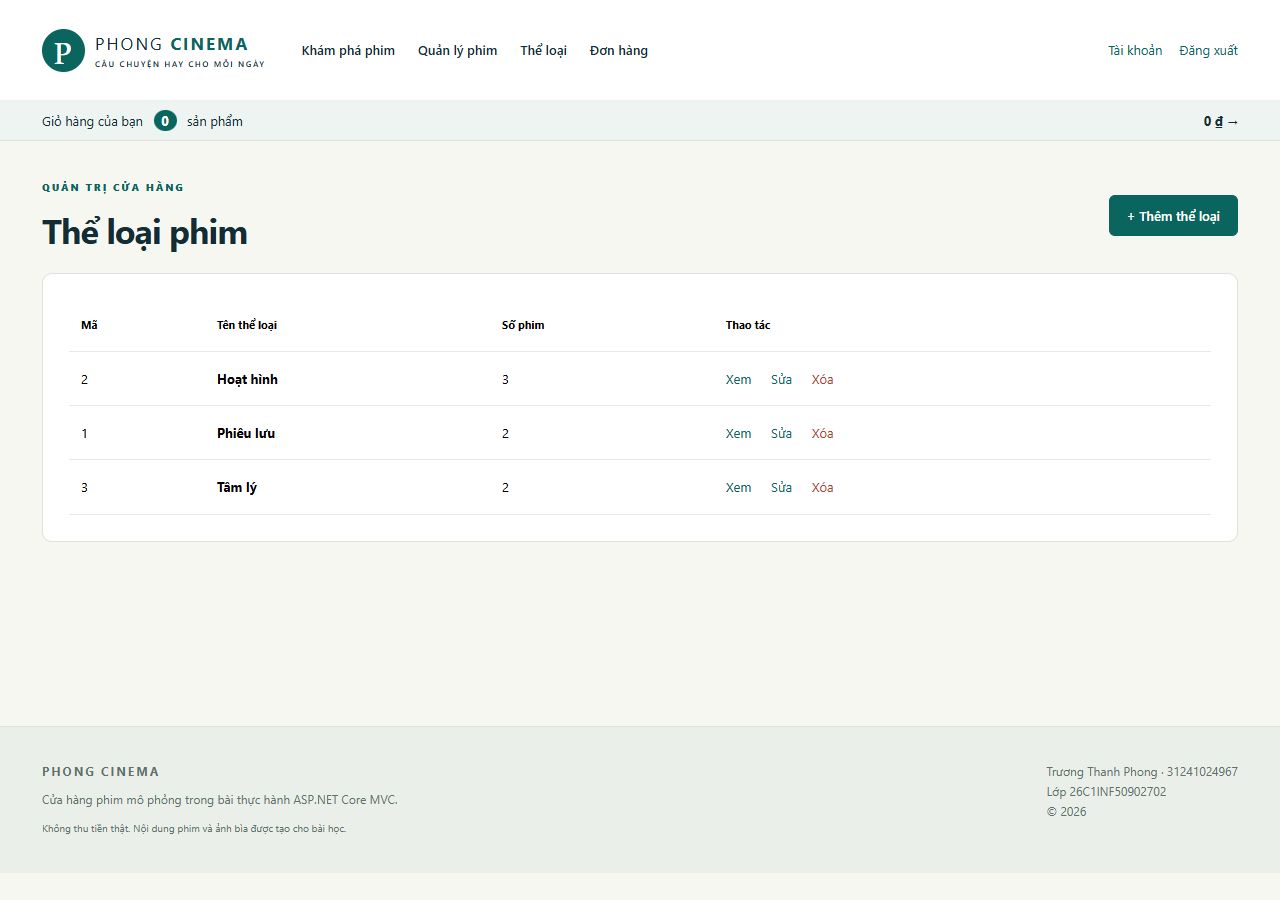 P
PHONG CINEMA
CÂU CHUYỆN HAY CHO MỖI NGÀY
Khám phá phim Quản lý phim Thể loại Đơn hàng
Tài khoản Đăng xuất
Giỏ hàng của bạn 0 sản phẩm
0 ₫ →
QUẢN TRỊ CỬA HÀNG
Thể loại phim
+ Thêm thể loại
Mã Tên thể loại Số phim Thao tác
2 Hoạt hình 3 Xem Sửa Xóa
1 Phiêu lưu 2 Xem Sửa Xóa
3 Tâm lý 2 Xem Sửa Xóa
PHONG CINEMA
Cửa hàng phim mô phỏng trong bài thực hành ASP.NET Core MVC.
Không thu tiền thật. Nội dung phim và ảnh bìa được tạo cho bài học.
Trương Thanh Phong · 31241024967
Lớp 26C1INF50902702
© 2026